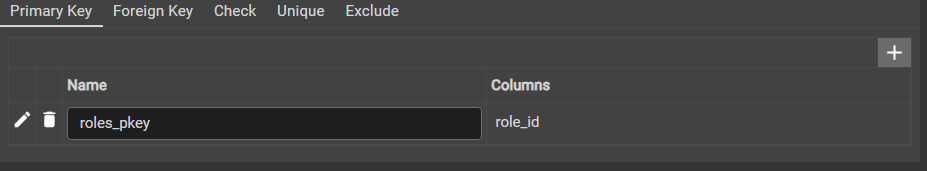 Primary Key Foreign Key Check Unique Exclude
Name Columns
roles_pkey role_id